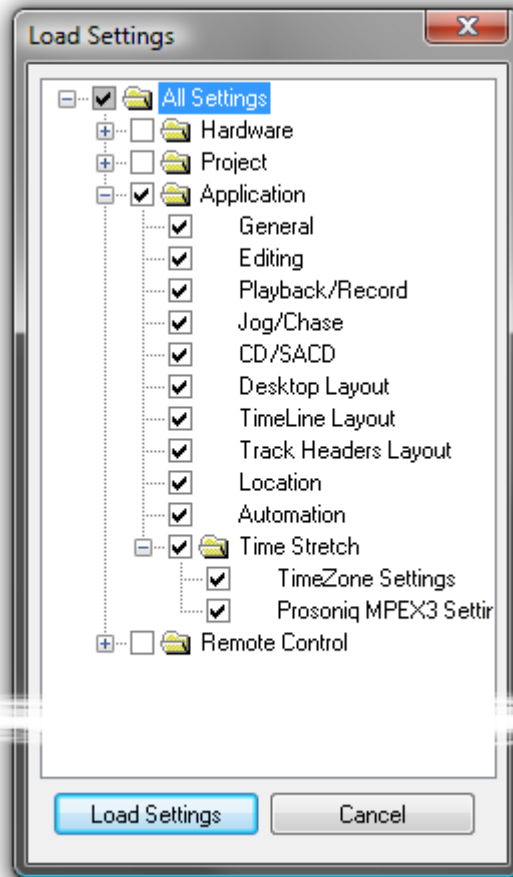 Load Settings
All Settings
Hardware
Project
Application
General
Editing
Playback/Record
Jog/Chase
CD/SACD
Desktop Layout
TimeLine Layout
Track Headers Layout
Location
Automation
Time Stretch
TimeZone Settings
Prosoniq MPEX3 Settin
Remote Control
Load Settings
Cancel